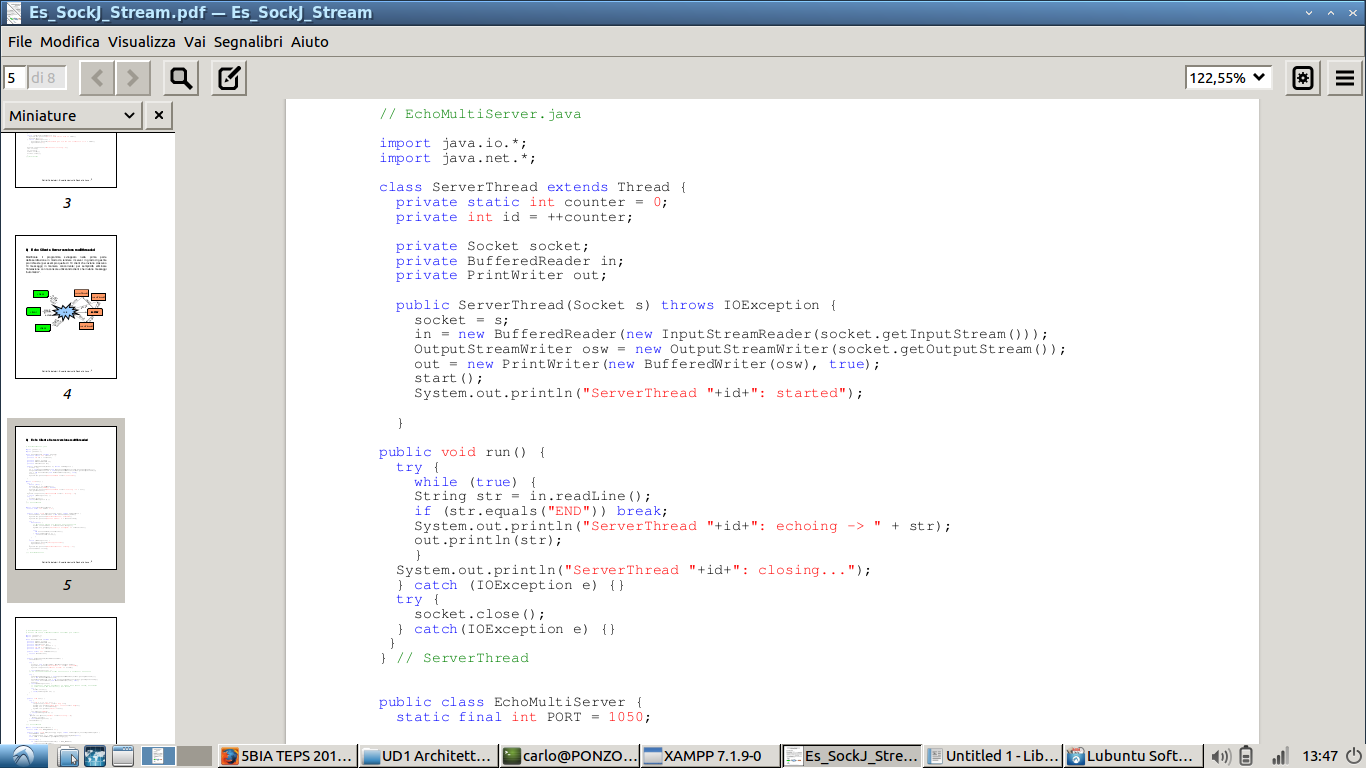 Es_SockJ_Stream.pdf — Es_SockJ_Stream
File Modifica Visualizza Vai Segnalibri Aiuto
5 di 8
122,55%
Miniature
3
4
5
// EchoMultiServer.java
import java.io.*;
import java.net.*;
class ServerThread extends Thread {
private static int counter = 0;
private int id = ++counter;
private Socket socket;
private BufferedReader in;
private PrintWriter out;
public ServerThread(Socket s) throws IOException {
socket = s;
in = new BufferedReader(new InputStreamReader(socket.getInputStream()));
OutputStreamWriter osw = new OutputStreamWriter(socket.getOutputStream());
out = new PrintWriter(new BufferedWriter(osw), true);
start();
System.out.println("ServerThread "+id+": started");
}
public void run() {
try {
while (true) {
String str = in.readLine();
if (str.equals("END")) break;
System.out.println("ServerThread "+id+": echoing -> " + str);
out.println(str);
}
System.out.println("ServerThread "+id+": closing...");
} catch (IOException e) {}
try {
socket.close();
} catch(IOException e) {}
}
} // ServerThread
public class EchoMultiServer {
static final int PORT = 1050;
5BIA TEPS 201...
UD1 Architett...
carlo@PONZO...
XAMPP 7.1.9-0
Es_SockJ_Stre...
Untitled 1 - Lib...
Lubuntu Soft...
13:47